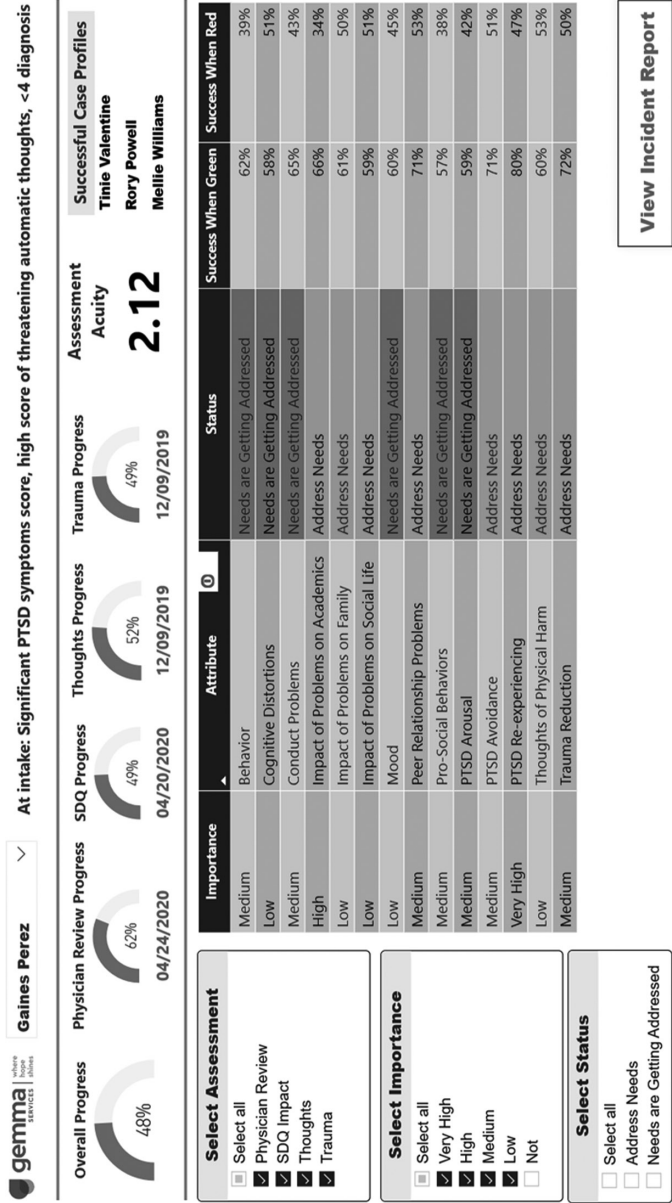 gemma
SERVICES
where
hope
shines
Gaines Perez
At intake: Significant PTSD symptoms score, high score of threatening automatic thoughts, <4 diagnosis
Overall Progress
48%
Physician Review Progress
62%
04/24/2020
SDQ Progress
49%
04/20/2020
Thoughts Progress
52%
12/09/2019
Trauma Progress
49%
12/09/2019
Assessment
Acuity
2.12
Successful Case Profiles
Tinie Valentine
Rory Powell
Mellie Williams
Select Assessment
Select all
Physician Review
SDQ Impact
Thoughts
Trauma
Select Importance
Select all
Very High
High
Medium
Low
Not
Select Status
Select all
Address Needs
Needs are Getting Addressed
Importance Attribute Status Success When Green Success When Red
Medium Behavior Needs are Getting Addressed 62% 39%
Low Cognitive Distortions Needs are Getting Addressed 58% 51%
Medium Conduct Problems Needs are Getting Addressed 65% 43%
High Impact of Problems on Academics Address Needs 66% 34%
Low Impact of Problems on Family Address Needs 61% 50%
Low Impact of Problems on Social Life Address Needs 59% 51%
Low Mood Needs are Getting Addressed 60% 45%
Medium Peer Relationship Problems Address Needs 71% 53%
Medium Pro-Social Behaviors Needs are Getting Addressed 57% 38%
Medium PTSD Arousal Needs are Getting Addressed 59% 42%
Medium PTSD Avoidance Address Needs 71% 51%
Very High PTSD Re-experiencing Address Needs 80% 47%
Low Thoughts of Physical Harm Address Needs 60% 53%
Medium Trauma Reduction Address Needs 72% 50%
View Incident Report